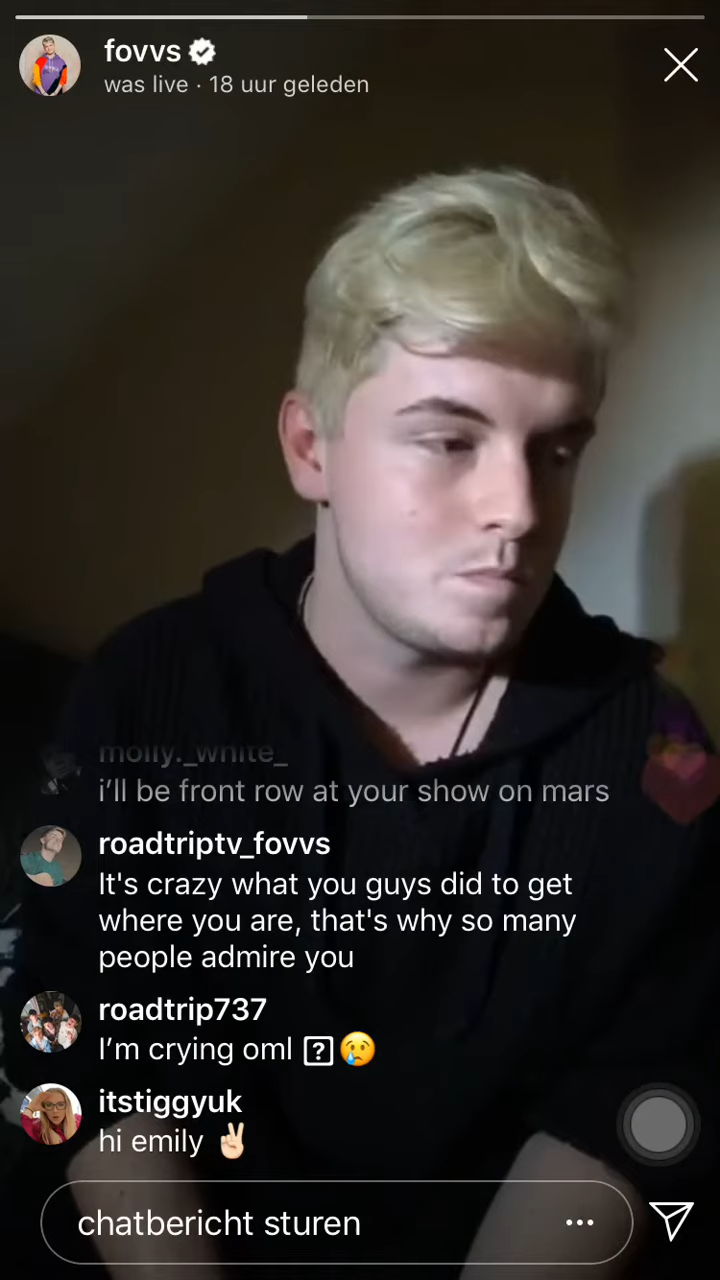 fovvs
was live · 18 uur geleden
molly._white_
i’ll be front row at your show on mars
roadtriptv_fovvs
It's crazy what you guys did to get
where you are, that's why so many
people admire you
roadtrip737
I’m crying oml ⍰😢
itstiggyuk
hi emily ✌🏻
chatbericht sturen